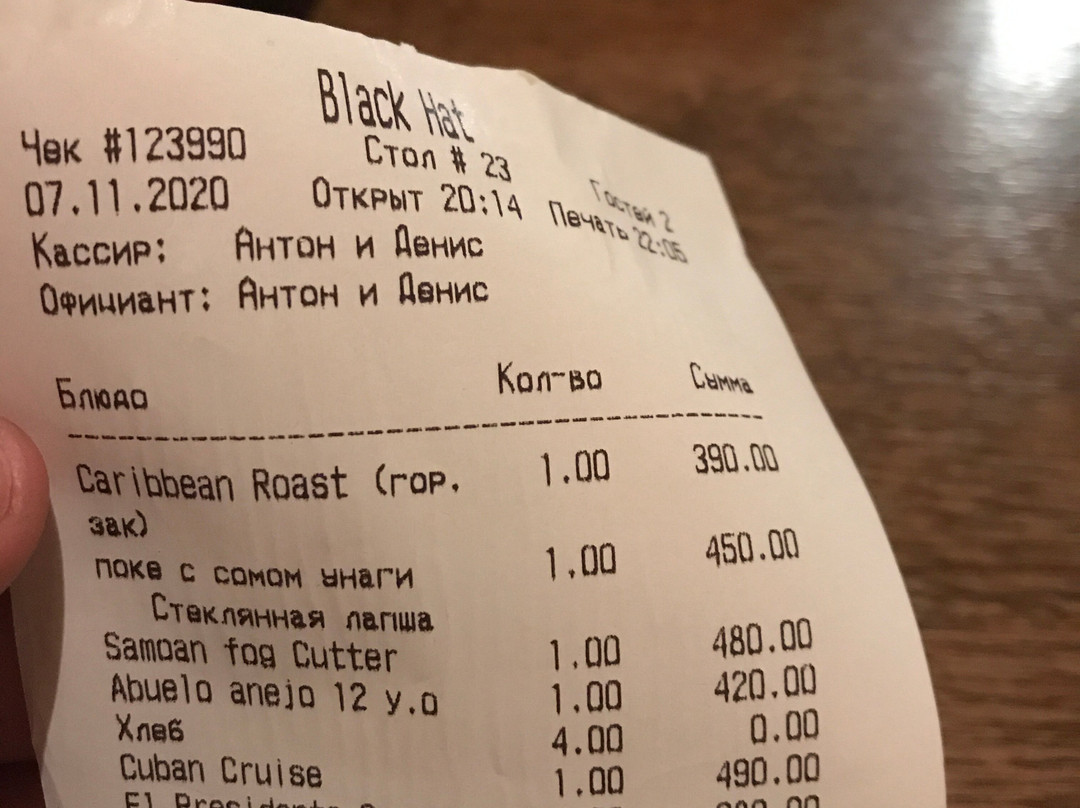 Black Hat
Чек #123990 Стол # 23 Гостей 2
07.11.2020 Открыт 20:14 Печать 22:05
Кассир: Антон и Денис
Официант: Антон и Денис
Блюдо Кол-во Сумма
Caribbean Roast (гор. 1.00 390.00
зак)
поке с сомом унаги 1.00 450.00
Стеклянная лапша
Samoan fog Cutter 1.00 480.00
Abuelo anejo 12 y.o 1.00 420.00
Хлеб 4.00 0.00
Cuban Cruise 1.00 490.00
El